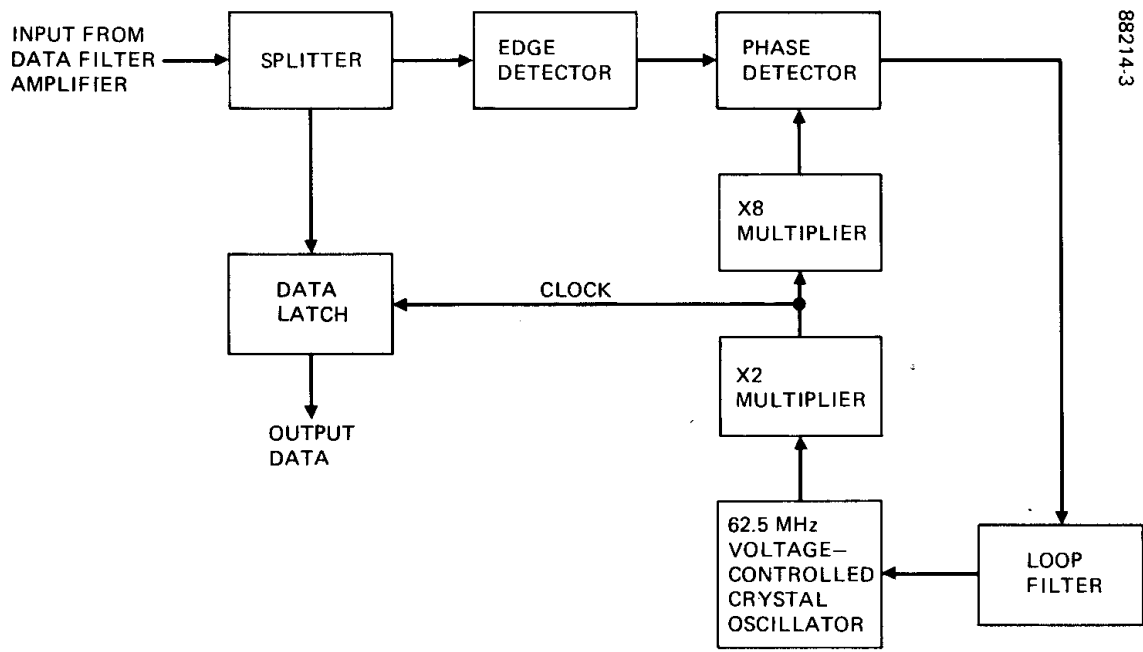 INPUT FROM
DATA FILTER
AMPLIFIER
SPLITTER
EDGE
DETECTOR
PHASE
DETECTOR
88214-3
X8
MULTIPLIER
DATA
LATCH
CLOCK
X2
MULTIPLIER
OUTPUT
DATA
62.5 MHz
VOLTAGE–
CONTROLLED
CRYSTAL
OSCILLATOR
LOOP
FILTER